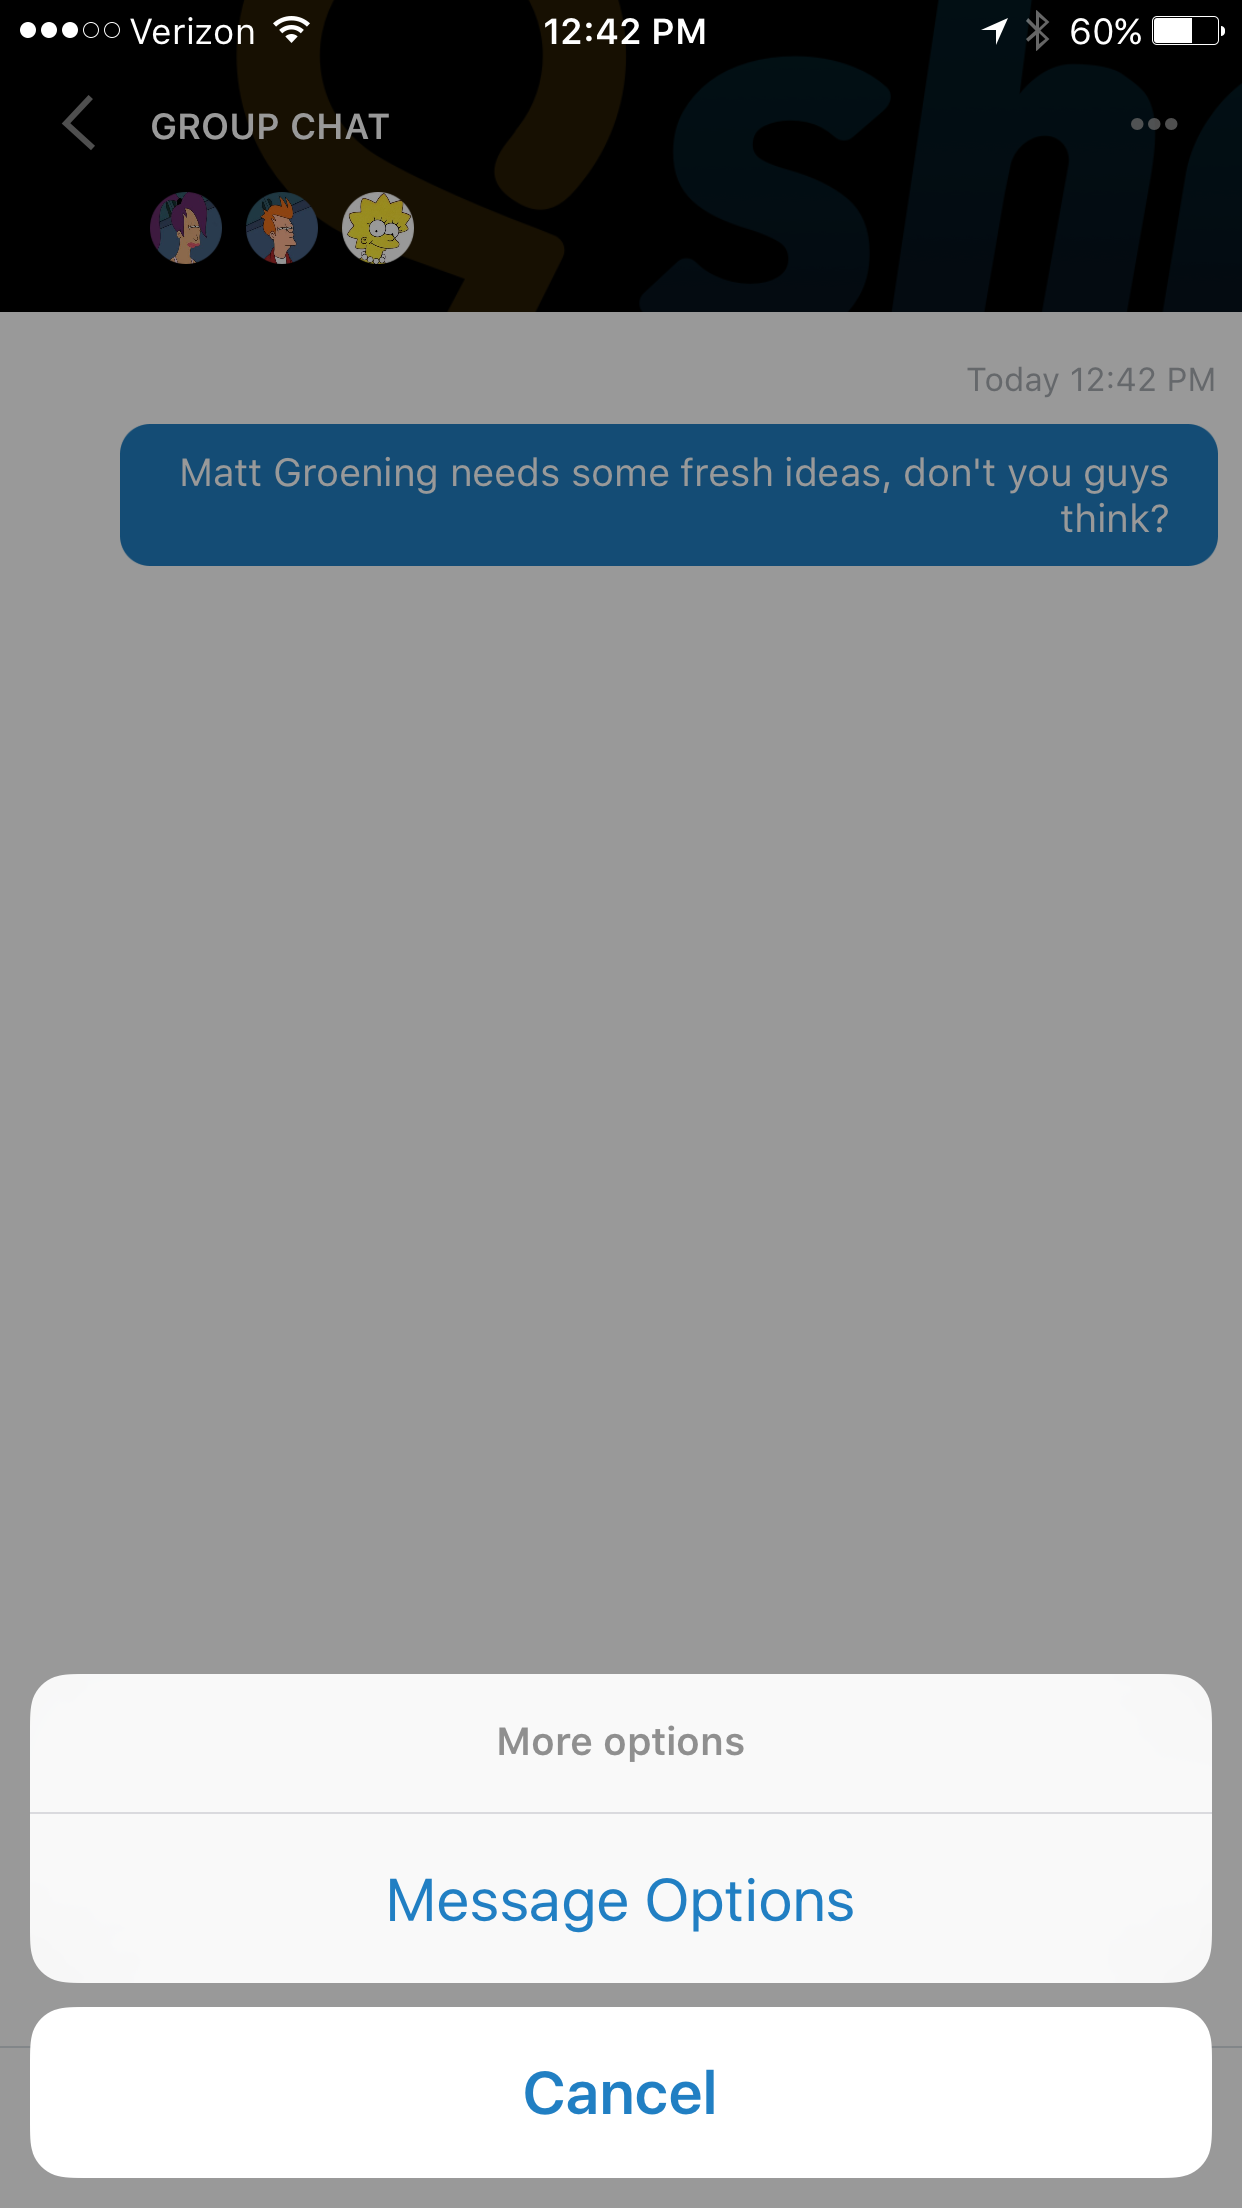 Verizon 12:42 PM 60%
GROUP CHAT
sh
Today 12:42 PM
Matt Groening needs some fresh ideas, don't you guys
think?
More options
Message Options
Cancel